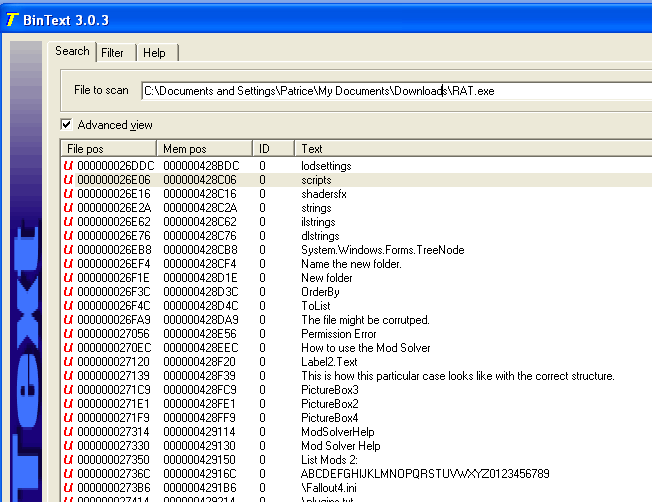 BinText 3.0.3
Search Filter Help
File to scan C:\Documents and Settings\Patrice\My Documents\Downloads\RAT.exe
Advanced view
File pos Mem pos ID Text
U 000000026DDC 000000428BDC 0 lodsettings
U 000000026E06 000000428C06 0 scripts
U 000000026E16 000000428C16 0 shadersfx
U 000000026E2A 000000428C2A 0 strings
U 000000026E62 000000428C62 0 ilstrings
U 000000026E76 000000428C76 0 dlstrings
U 000000026EB8 000000428CB8 0 System.Windows.Forms.TreeNode
U 000000026EF4 000000428CF4 0 Name the new folder.
U 000000026F1E 000000428D1E 0 New folder
U 000000026F3C 000000428D3C 0 OrderBy
U 000000026F4C 000000428D4C 0 ToList
U 000000026FA9 000000428DA9 0 The file might be corrutped.
U 000000027056 000000428E56 0 Permission Error
U 0000000270EC 000000428EEC 0 How to use the Mod Solver
U 000000027120 000000428F20 0 Label2.Text
U 000000027139 000000428F39 0 This is how this particular case looks like with the correct structure.
U 0000000271C9 000000428FC9 0 PictureBox3
U 0000000271E1 000000428FE1 0 PictureBox2
U 0000000271F9 000000428FF9 0 PictureBox4
U 000000027314 000000429114 0 ModSolverHelp
U 000000027330 000000429130 0 Mod Solver Help
U 000000027350 000000429150 0 List Mods 2:
U 00000002736C 00000042916C 0 ABCDEFGHIJKLMNOPQRSTUVWXYZ0123456789
U 0000000273B6 0000004291B6 0 \Fallout4.ini
U 000000027414 000000429214 0 \plugins.txt
Text